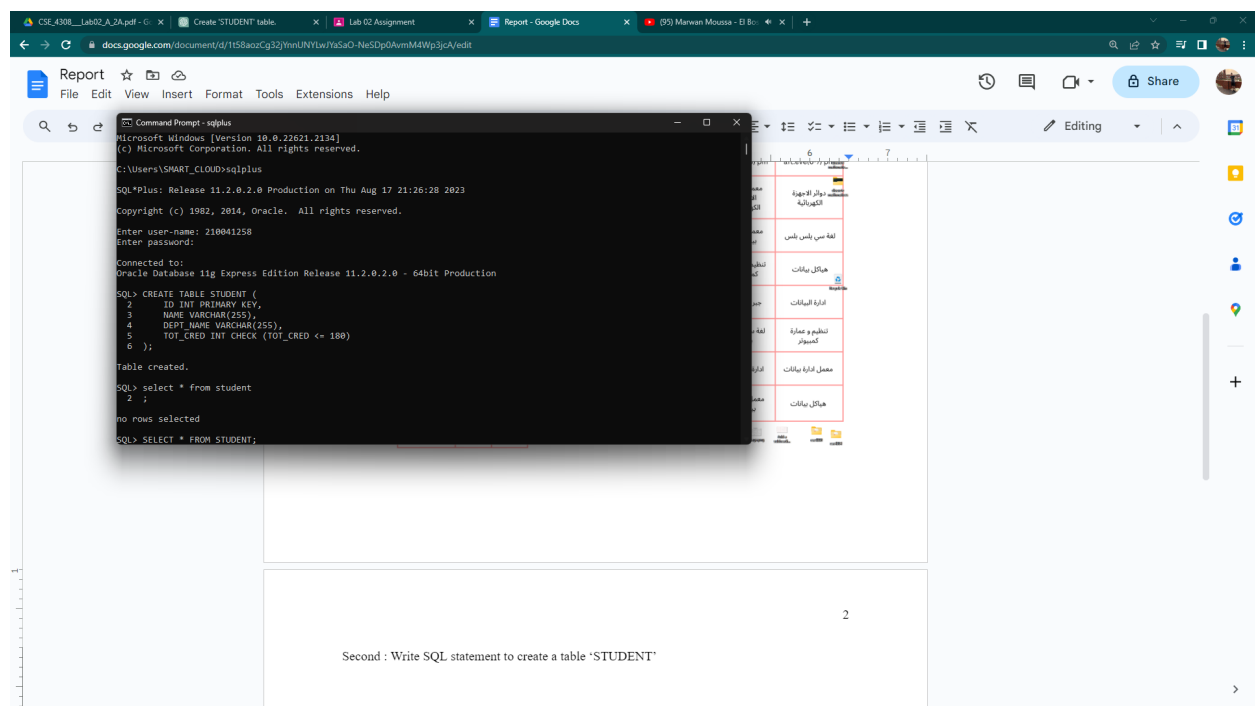 CSE_4308__Lab02_A_2A.pdf - Go
Create 'STUDENT' table.
Lab 02 Assignment
Report - Google Docs
(95) Marwan Moussa - El Bos
docs.google.com/document/d/1t58aozCg32jYnnUNYLwJYaSaO-NeSDp0AvmM4Wp3jcA/edit
Report
File Edit View Insert Format Tools Extensions Help
Share
Editing
31
6 7
Command Prompt - sqlplus
Microsoft Windows [Version 10.0.22621.2134]
(c) Microsoft Corporation. All rights reserved.
C:\Users\SMART_CLOUD>sqlplus
SQL*Plus: Release 11.2.0.2.0 Production on Thu Aug 17 21:26:28 2023
Copyright (c) 1982, 2014, Oracle. All rights reserved.
Enter user-name: 210041258
Enter password:
Connected to:
Oracle Database 11g Express Edition Release 11.2.0.2.0 - 64bit Production
SQL> CREATE TABLE STUDENT (
2 ID INT PRIMARY KEY,
3 NAME VARCHAR(255),
4 DEPT_NAME VARCHAR(255),
5 TOT_CRED INT CHECK (TOT_CRED <= 180)
6 );
Table created.
SQL> select * from student
2 ;
no rows selected
SQL> SELECT * FROM STUDENT;
دوائر الاجهزة
الكهربائية
لغة سي بلس بلس
هياكل بيانات
ادارة البيانات
تنظيم و عمارة
كمبيوتر
معمل ادارة بيانات
هياكل بيانات
1
2
Second : Write SQL statement to create a table ‘STUDENT’